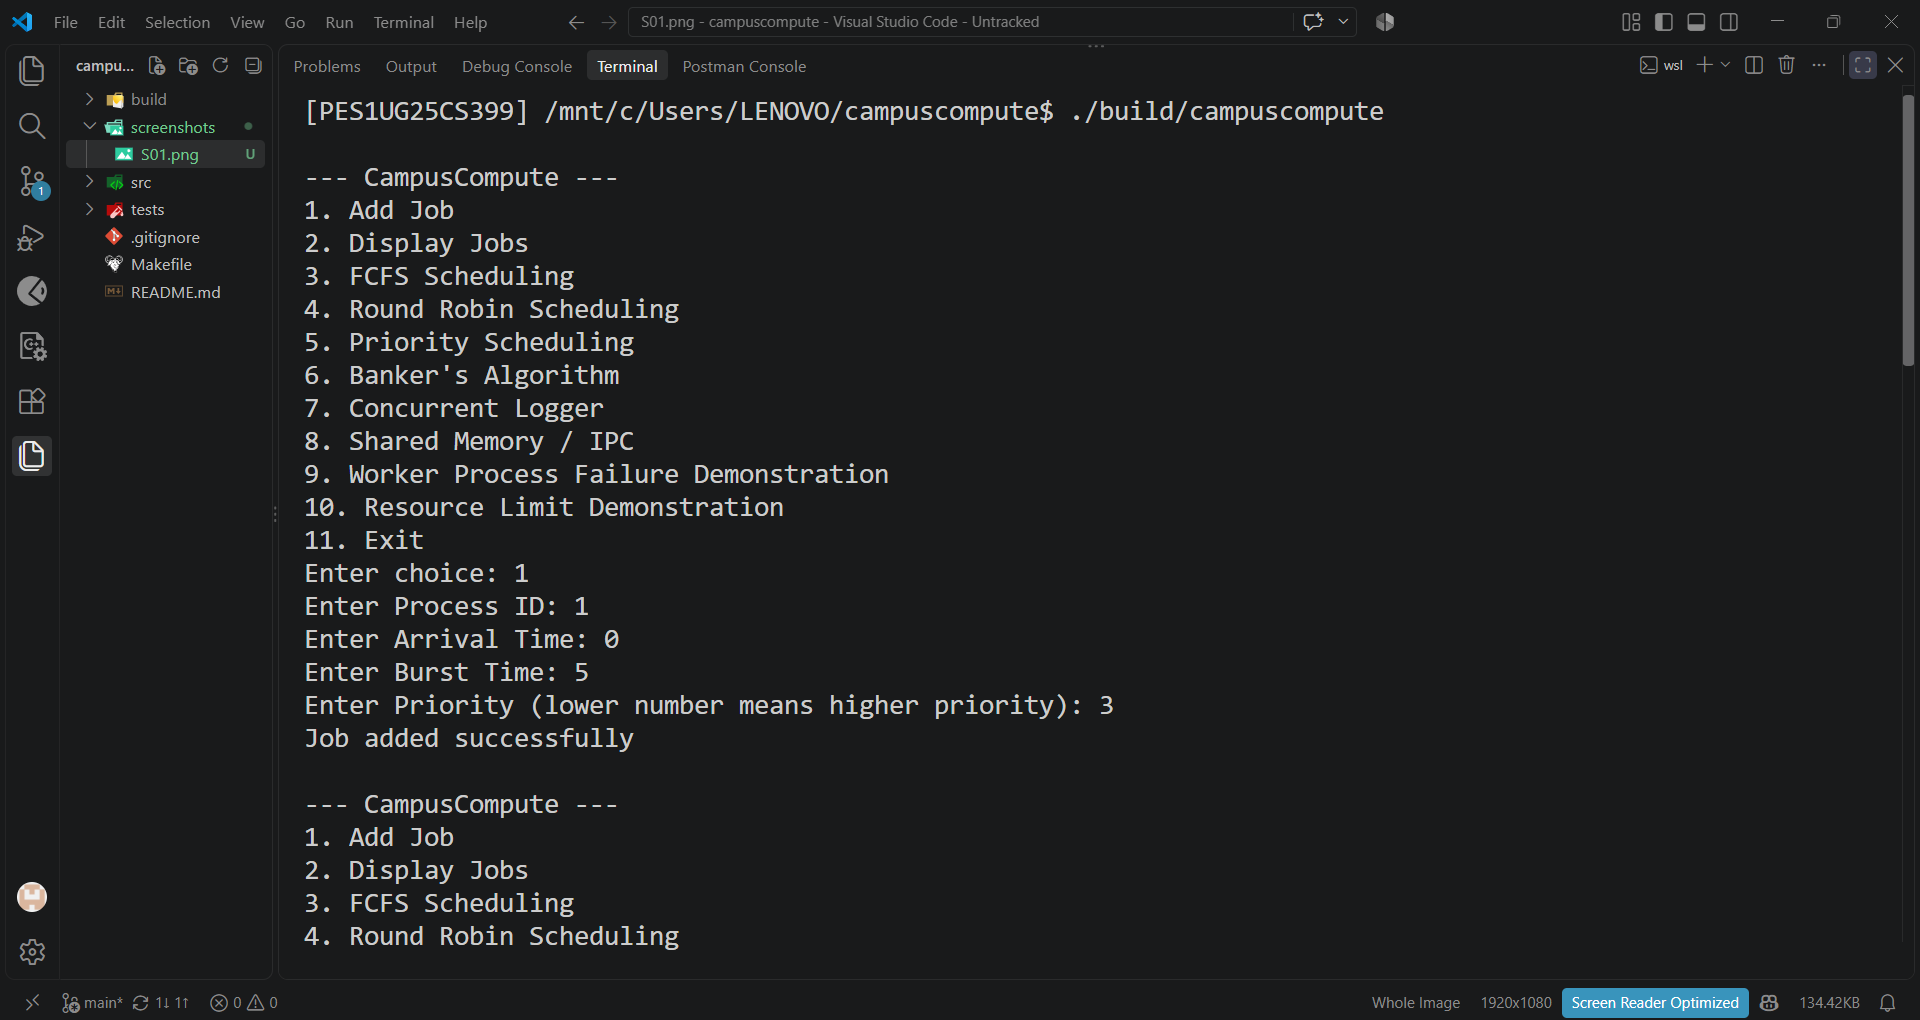 File Edit Selection View Go Run Terminal Help
S01.png - campuscompute - Visual Studio Code - Untracked
campu...
build
screenshots
S01.png U
src
tests
.gitignore
Makefile
README.md
1
Problems Output Debug Console Terminal Postman Console
wsl
[PES1UG25CS399] /mnt/c/Users/LENOVO/campuscompute$ ./build/campuscompute
--- CampusCompute ---
1. Add Job
2. Display Jobs
3. FCFS Scheduling
4. Round Robin Scheduling
5. Priority Scheduling
6. Banker's Algorithm
7. Concurrent Logger
8. Shared Memory / IPC
9. Worker Process Failure Demonstration
10. Resource Limit Demonstration
11. Exit
Enter choice: 1
Enter Process ID: 1
Enter Arrival Time: 0
Enter Burst Time: 5
Enter Priority (lower number means higher priority): 3
Job added successfully
--- CampusCompute ---
1. Add Job
2. Display Jobs
3. FCFS Scheduling
4. Round Robin Scheduling
main* 1↓ 1↑ 0 0
Whole Image 1920x1080 Screen Reader Optimized 134.42KB